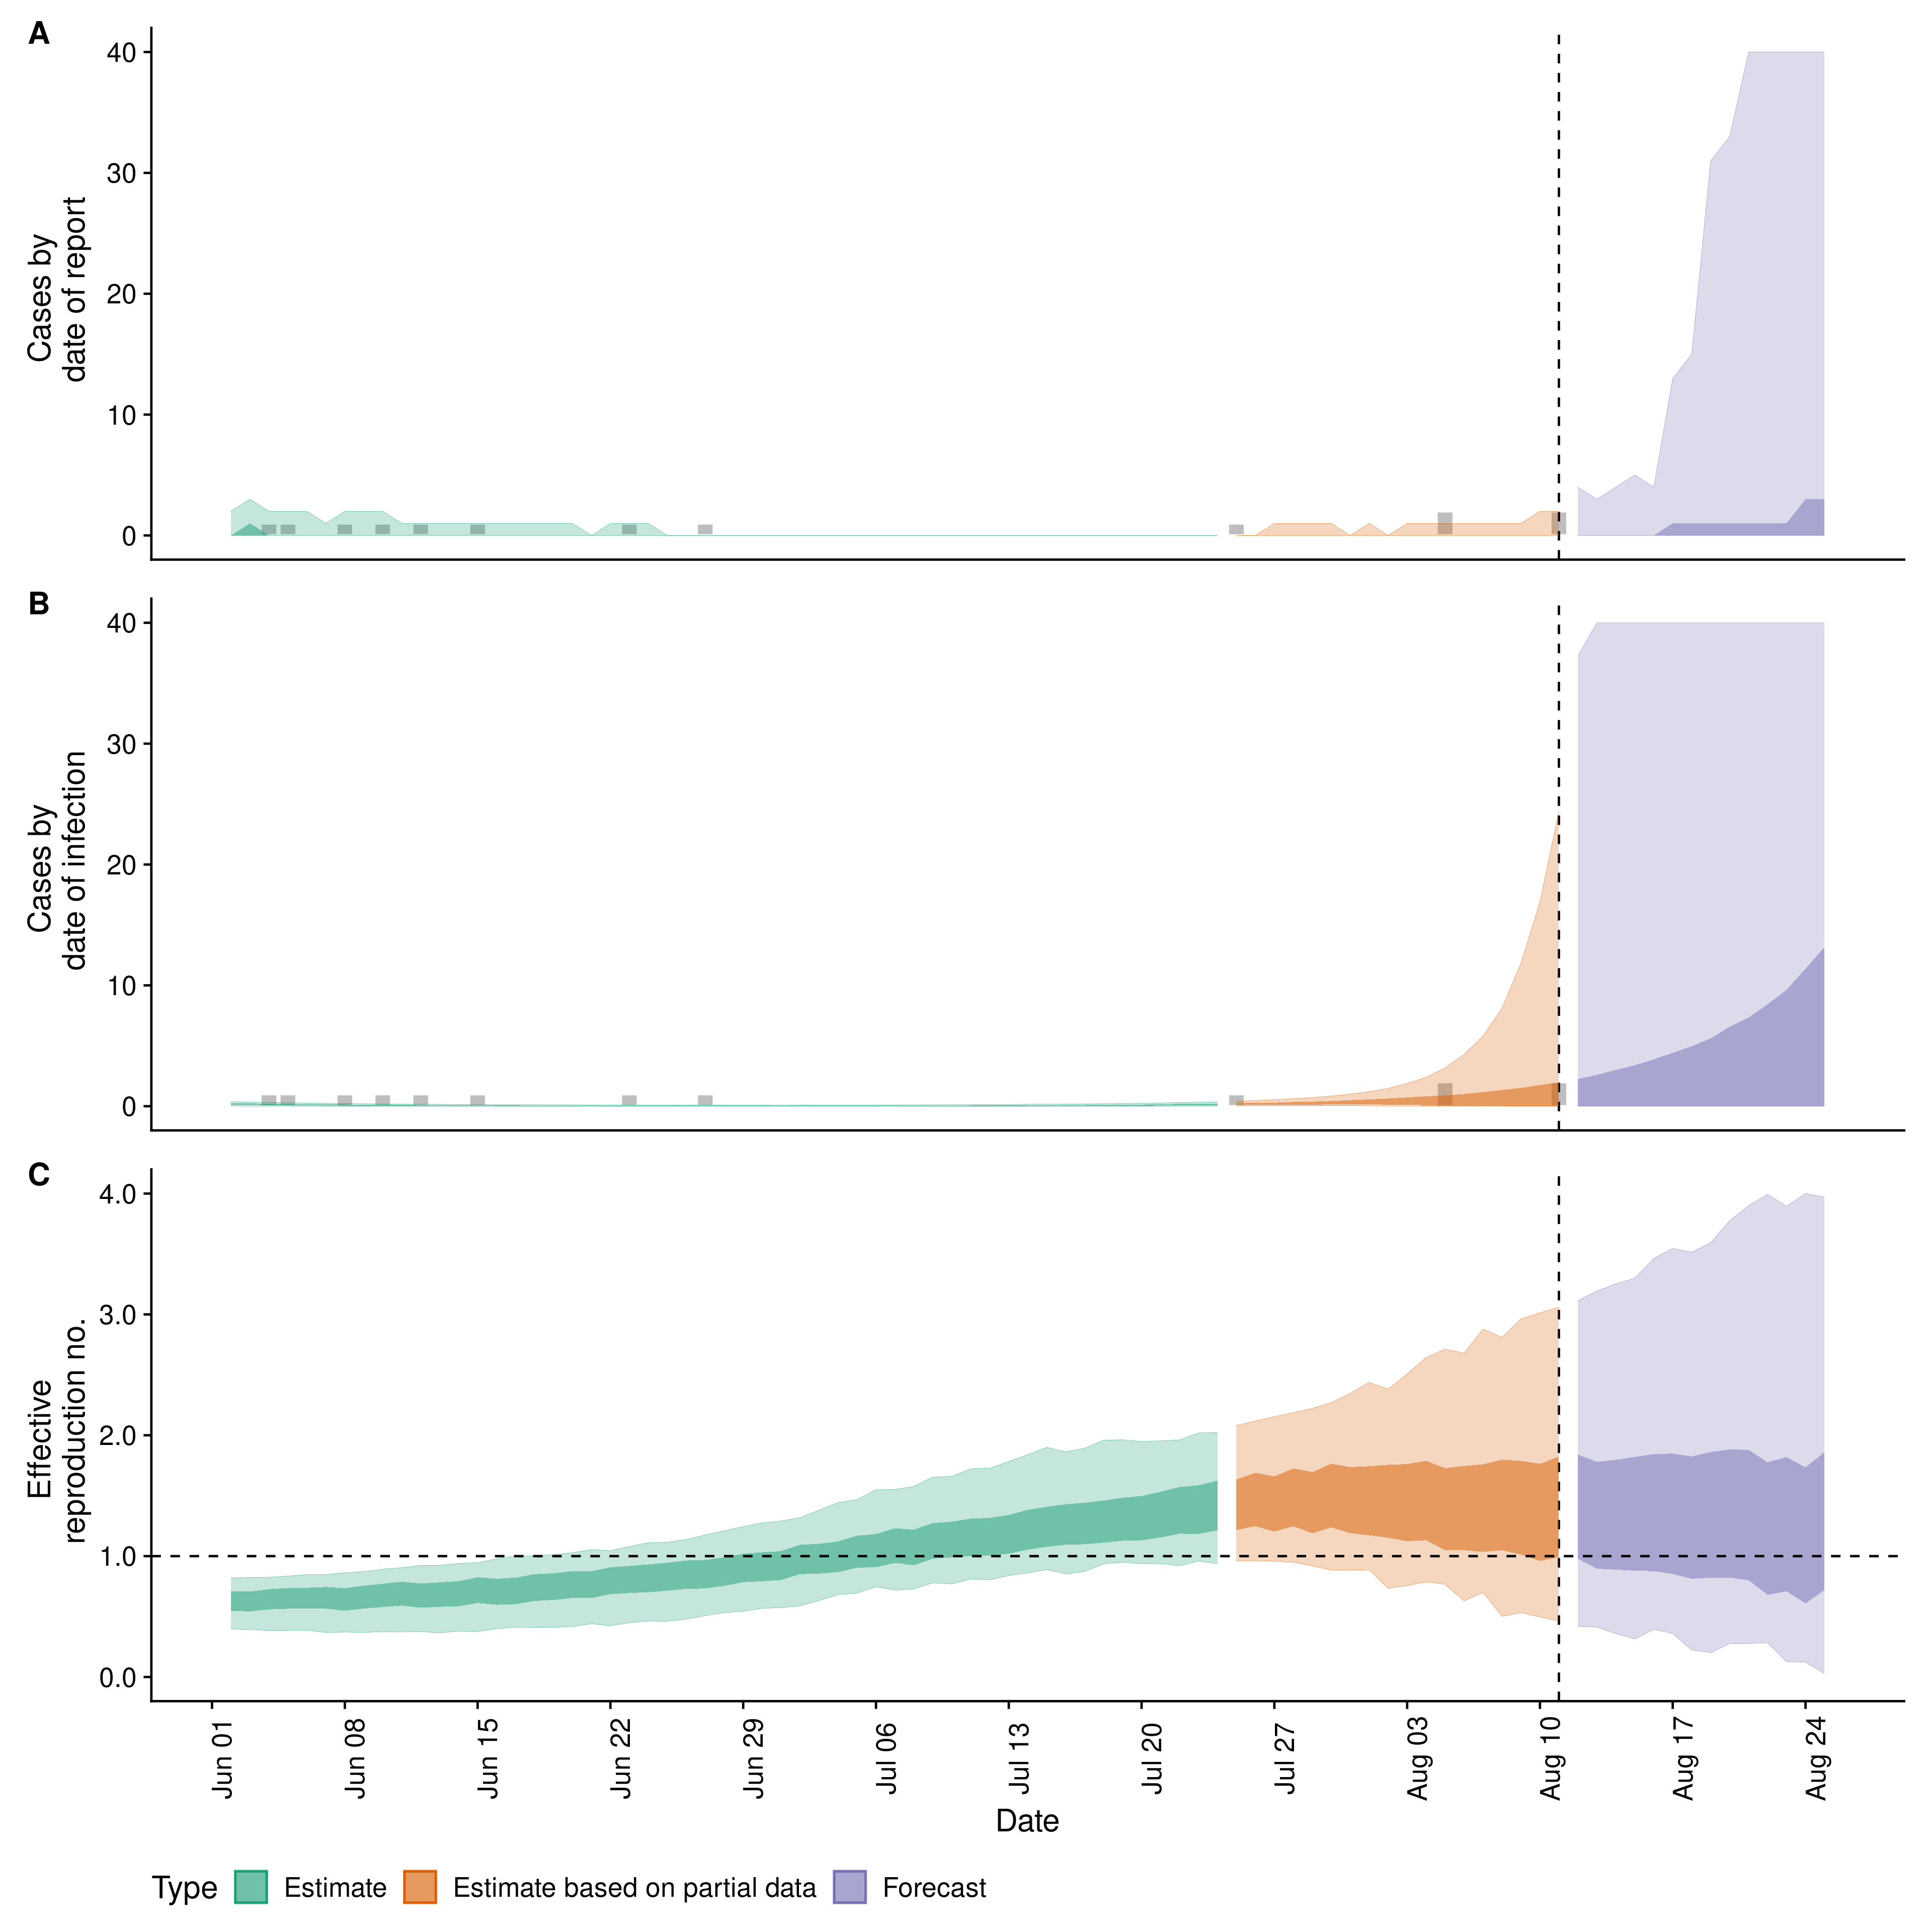 A
40
30
20
10
0
Cases by
date of report
B
40
30
20
10
0
Cases by
date of infection
C
4.0
3.0
2.0
1.0
0.0
Effective
reproduction no.
Jun 01
Jun 08
Jun 15
Jun 22
Jun 29
Jul 06
Jul 13
Jul 20
Jul 27
Aug 03
Aug 10
Aug 17
Aug 24
Date
Type Estimate Estimate based on partial data Forecast